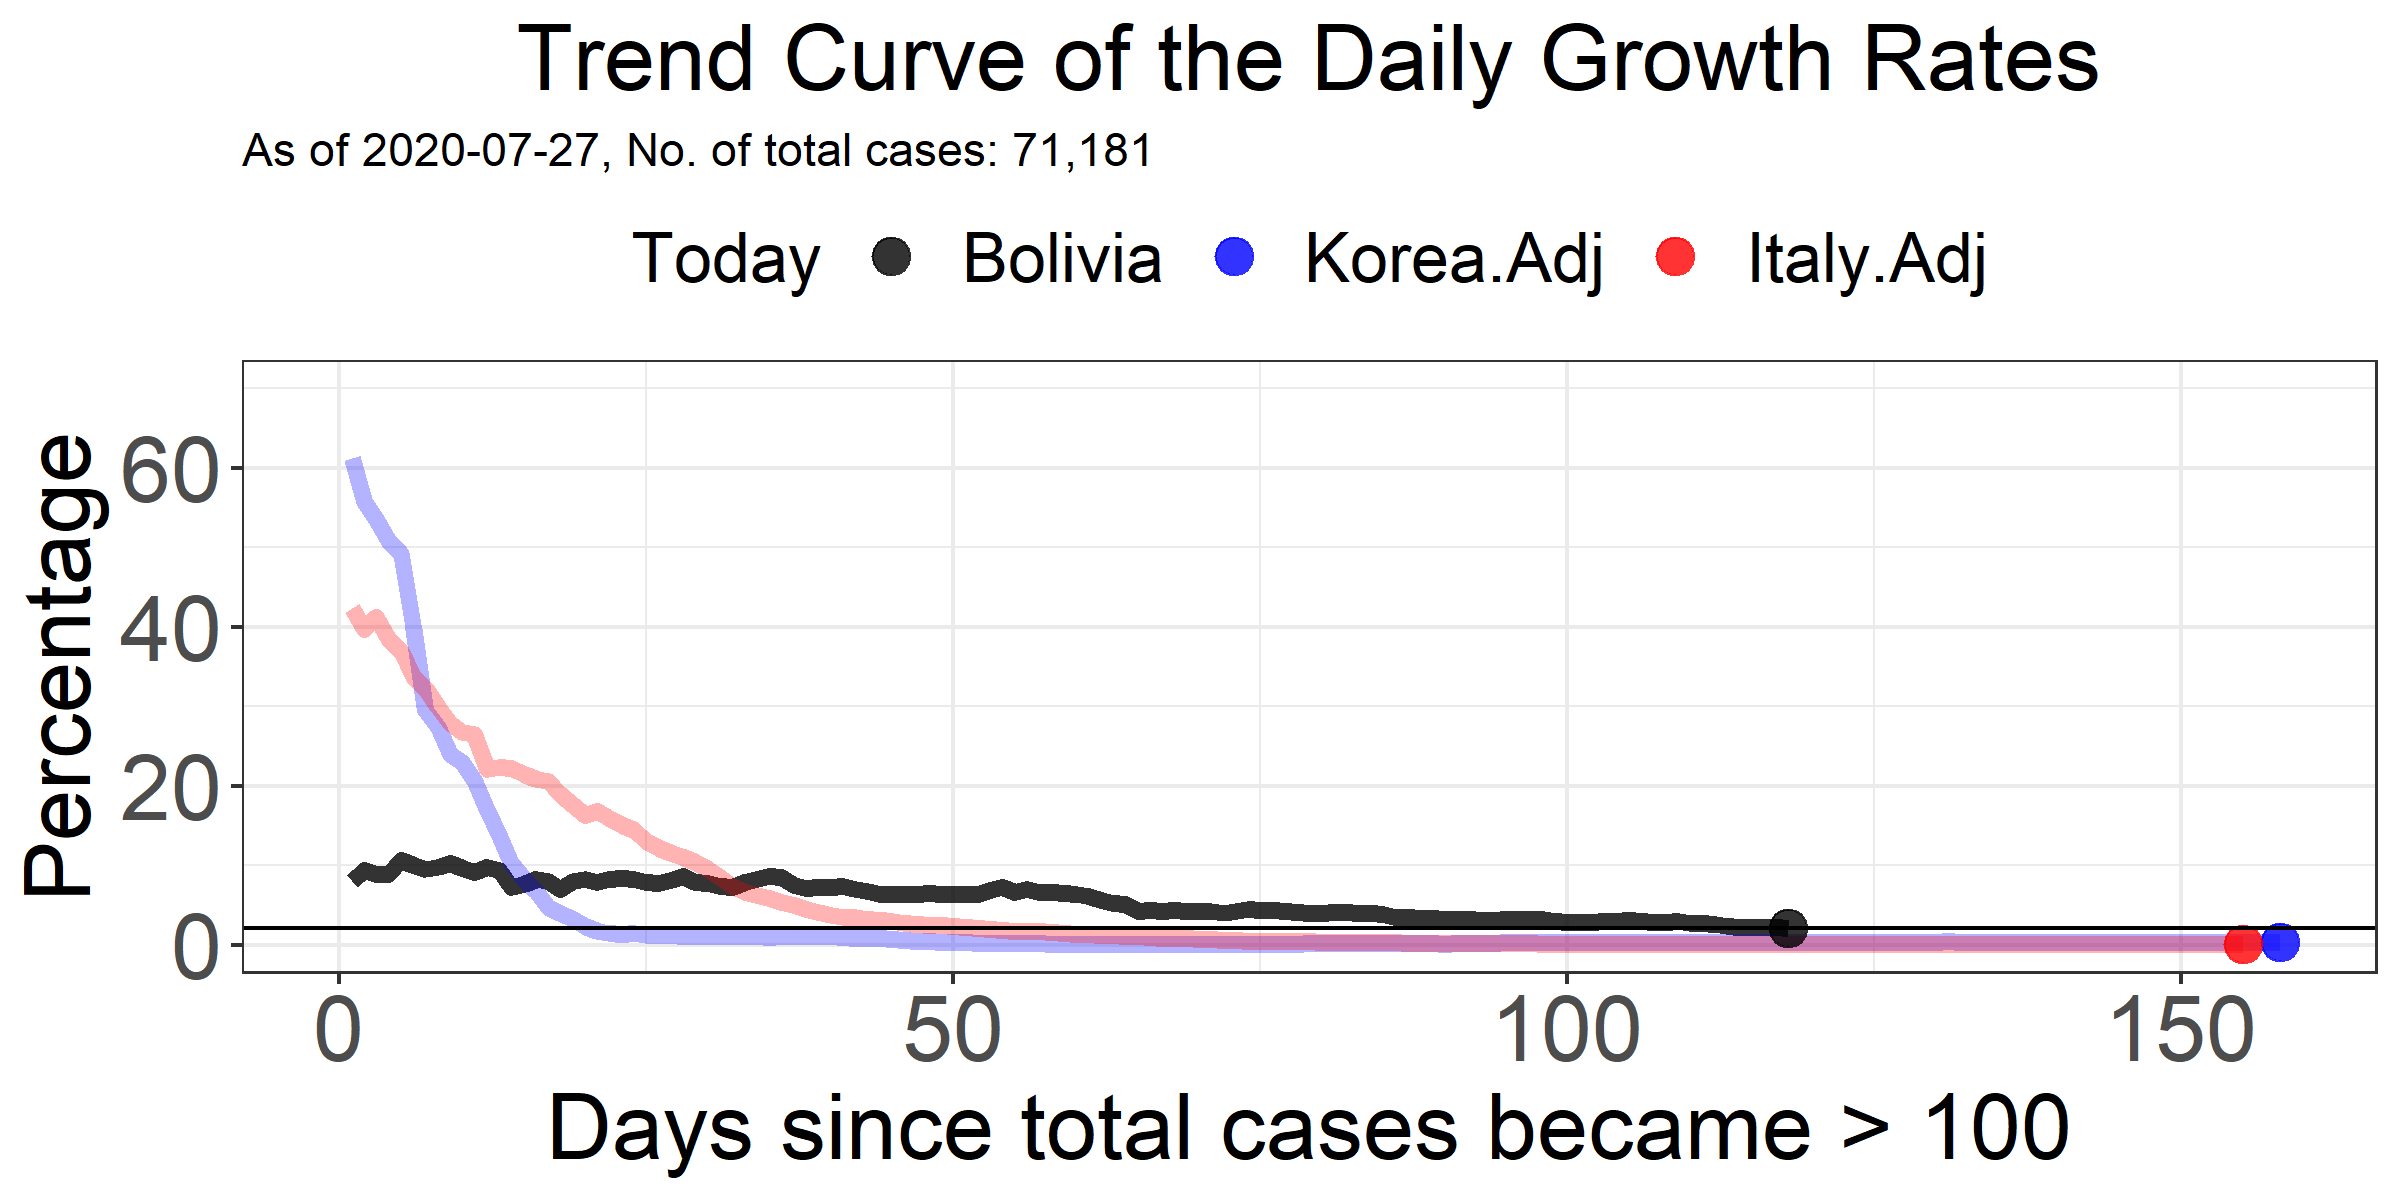 Trend Curve of the Daily Growth Rates
As of 2020-07-27, No. of total cases: 71,181
Today Bolivia Korea.Adj Italy.Adj
Percentage
60
40
20
0
0 50 100 150
Days since total cases became > 100